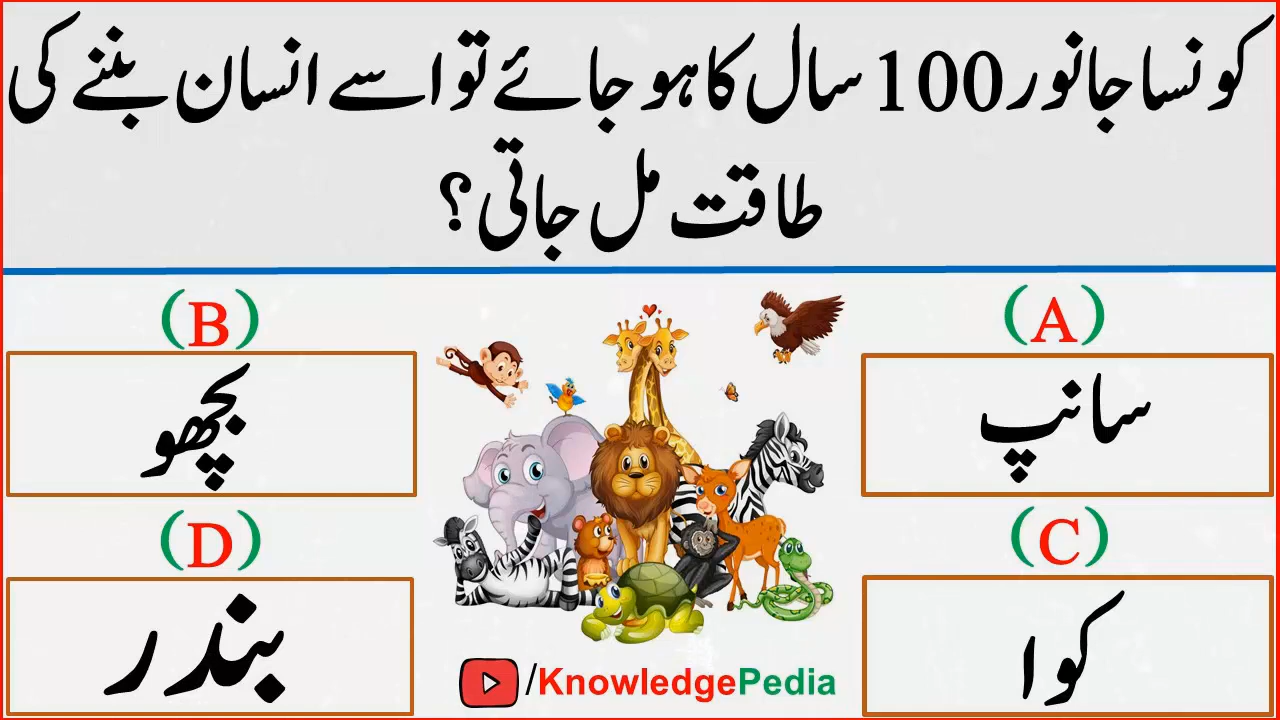 کونسا جانور 100 سال کا ہو جائے تو اسے انسان بننے کی
طاقت مل جاتی؟
(A)
سانپ
(B)
بچھو
(C)
کوا
(D)
بندر
/KnowledgePedia